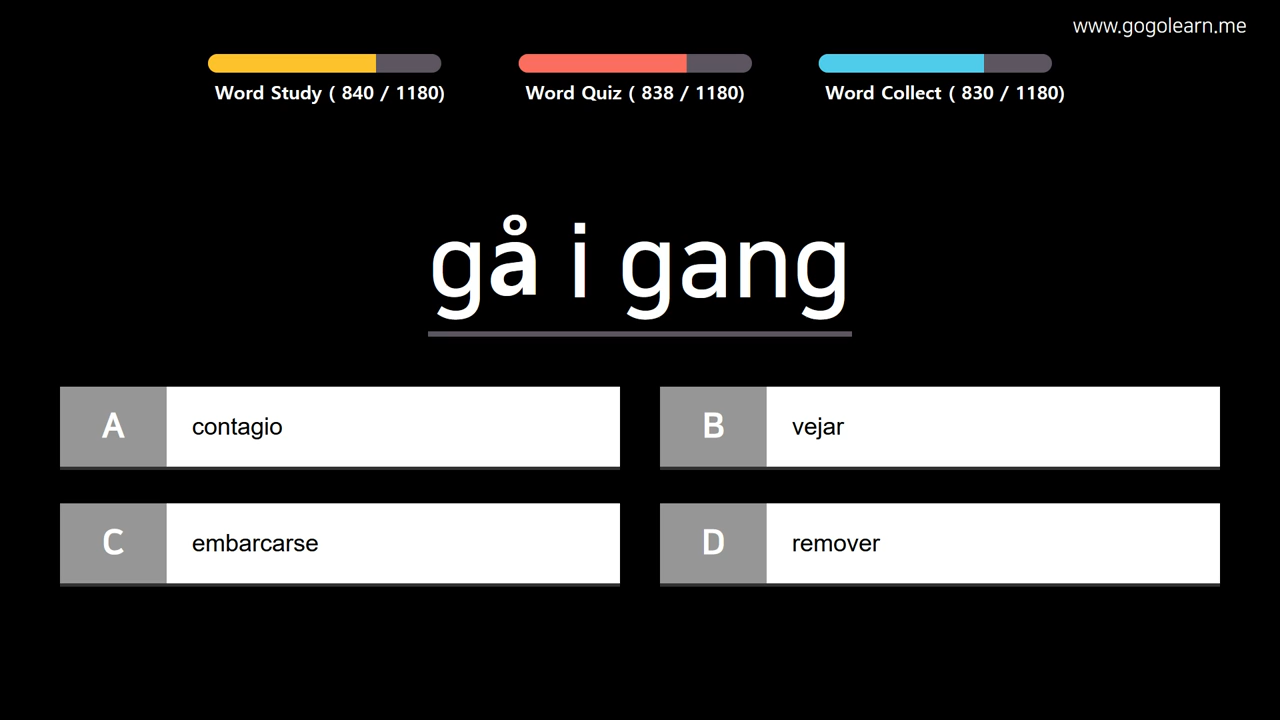 www.gogolearn.me
Word Study ( 840 / 1180)
Word Quiz ( 838 / 1180)
Word Collect ( 830 / 1180)
gå i gang
A contagio
B vejar
C embarcarse
D remover